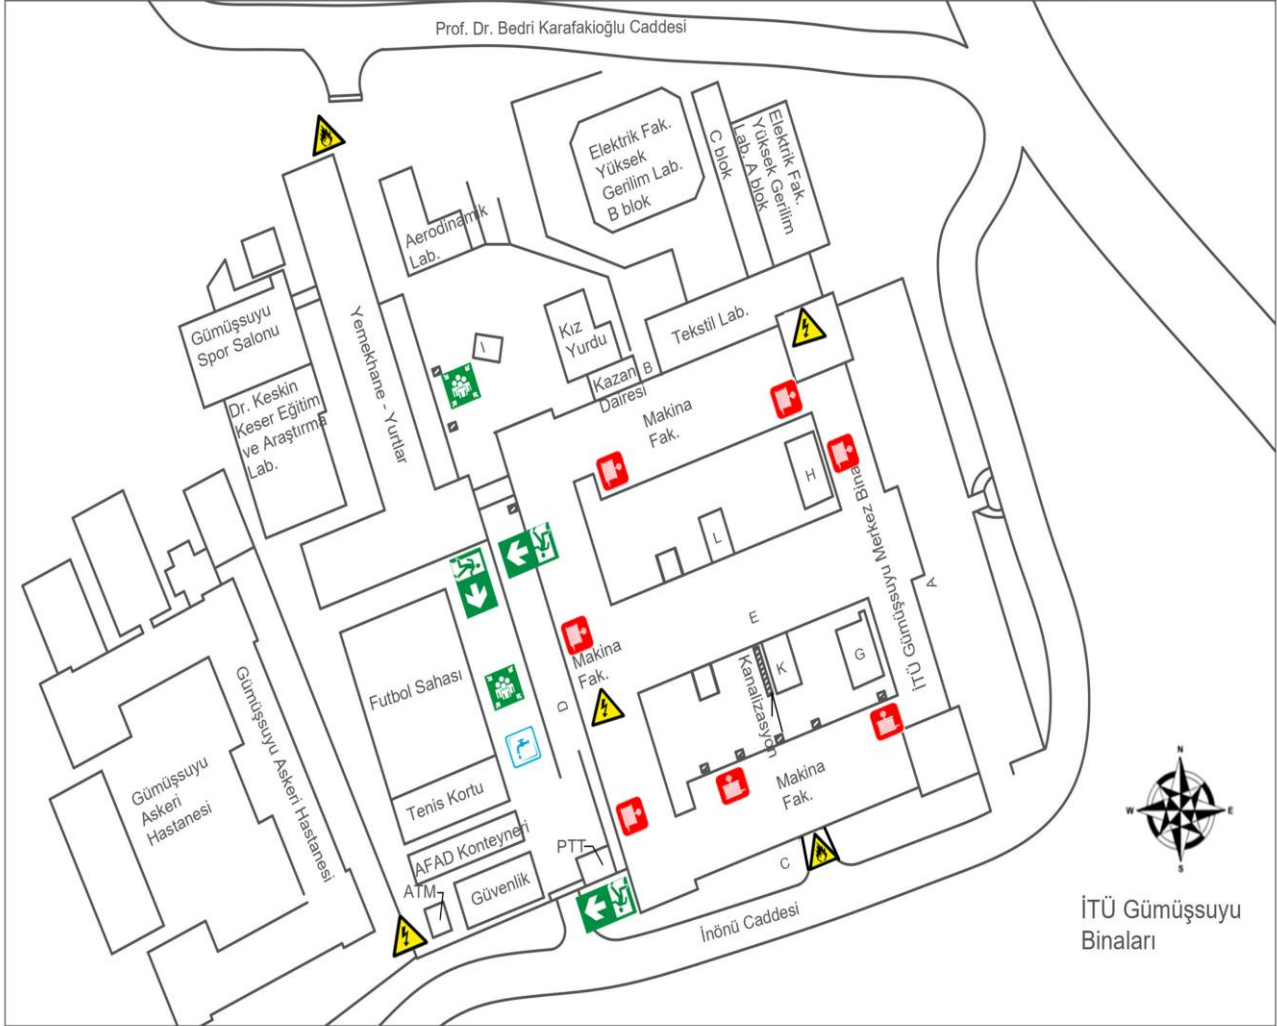 Prof. Dr. Bedri Karafakioğlu Caddesi
Elektrik Fak.
Yüksek
Gerilim Lab.
B blok
C blok
Elektrik Fak.
Yüksek Gerilim
Lab. A blok
Aerodinamik
Lab.
Gümüşsuyu
Spor Salonu
Yemekhane - Yurtlar
I
Kız
Yurdu
Tekstil Lab.
Kazan
Dairesi
B
Dr. Keskin
Keser Eğitim
ve Araştırma
Lab.
Makina
Fak.
H
L
İTÜ Gümüşsuyu Merkez Bina
A
E
Makina
Fak.
D
Futbol Sahası
Kanalizasyon
K
G
Gümüşsuyu Askeri Hastanesi
Gümüşsuyu
Askeri
Hastanesi
Tenis Kortu
Makina
Fak.
AFAD Konteyneri
PTT
C
ATM
Güvenlik
İnönü Caddesi
N
W
E
S
İTÜ Gümüşsuyu
Binaları